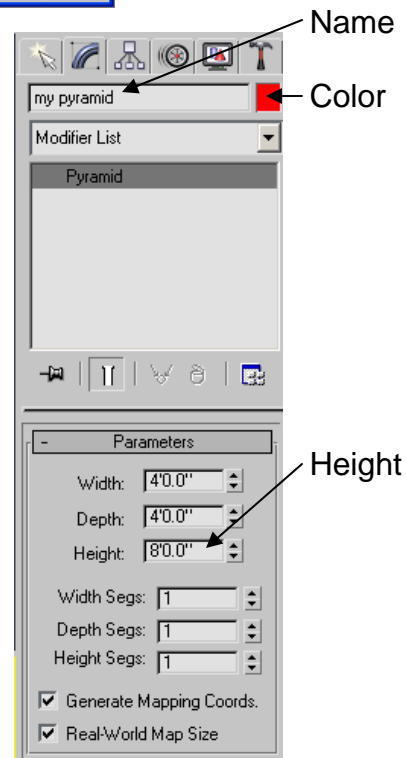 Name
my pyramid
Color
Modifier List
Pyramid
- Parameters
Width: 4'0.0"
Depth: 4'0.0"
Height: 8'0.0"
Height
Width Segs: 1
Depth Segs: 1
Height Segs: 1
Generate Mapping Coords.
Real-World Map Size